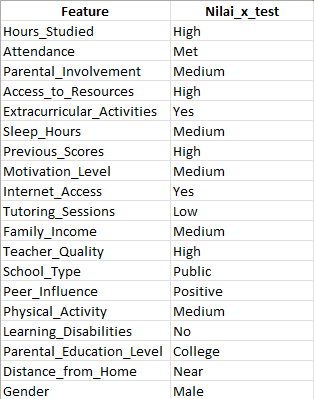 Feature Nilai_x_test
Hours_Studied High
Attendance Met
Parental_Involvement Medium
Access_to_Resources High
Extracurricular_Activities Yes
Sleep_Hours Medium
Previous_Scores High
Motivation_Level Medium
Internet_Access Yes
Tutoring_Sessions Low
Family_Income Medium
Teacher_Quality High
School_Type Public
Peer_Influence Positive
Physical_Activity Medium
Learning_Disabilities No
Parental_Education_Level College
Distance_from_Home Near
Gender Male